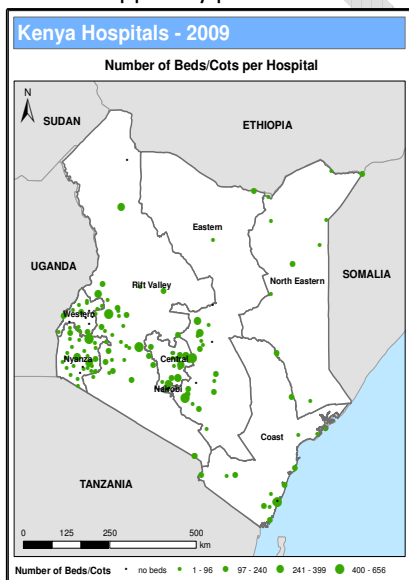 Kenya Hospitals - 2009
Number of Beds/Cots per Hospital
N
SUDAN
ETHIOPIA
Eastern
UGANDA
Rift Valley
North Eastern
SOMALIA
Western
Nyanza
Central
Nairobi
Coast
TANZANIA
0 125 250 500
km
Number of Beds/Cots no beds 1 - 96 97 - 240 241 - 399 400 - 656